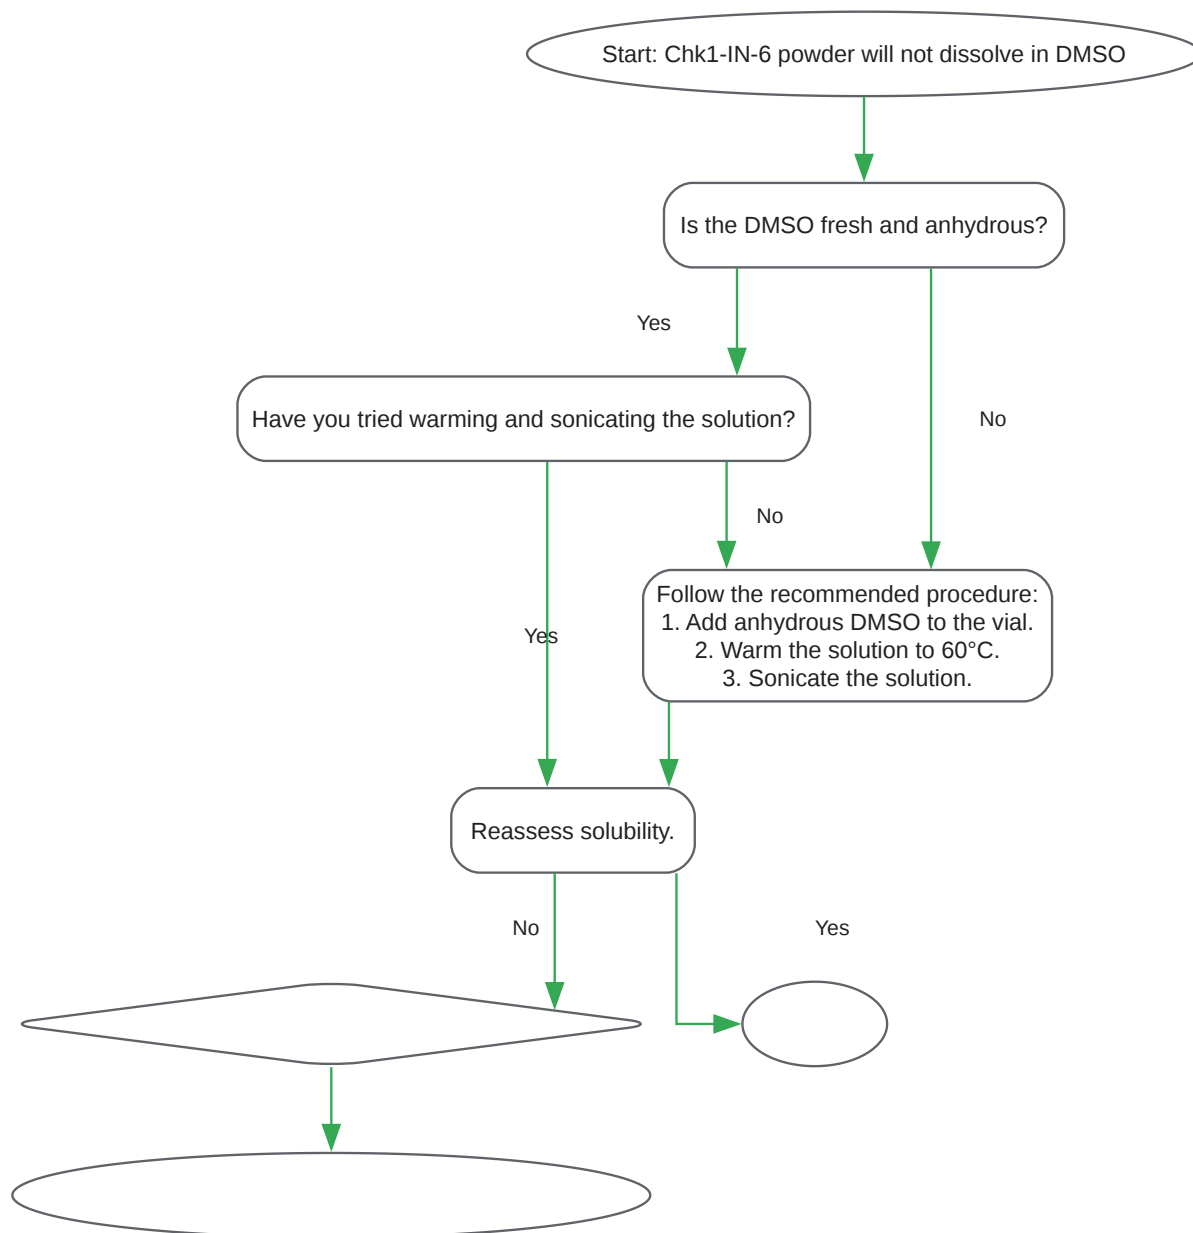 Start: Chk1-IN-6 powder will not dissolve in DMSO
Is the DMSO fresh and anhydrous?
Yes
Have you tried warming and sonicating the solution?
No
No
Follow the recommended procedure:
1. Add anhydrous DMSO to the vial.
2. Warm the solution to 60°C.
3. Sonicate the solution.
Yes
Reassess solubility.
No
Yes